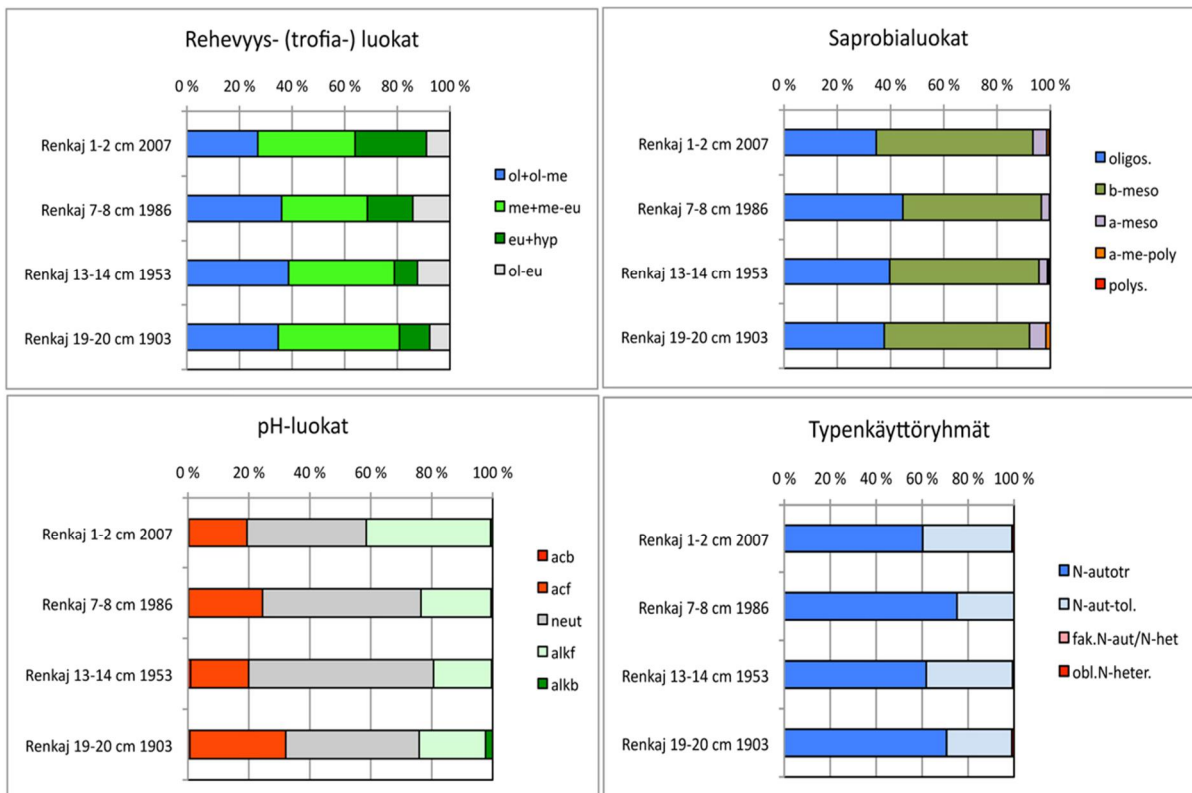 Rehevyys- (trofia-) luokat
0 % 20 % 40 % 60 % 80 % 100 %
Renkaj 1-2 cm 2007
Renkaj 7-8 cm 1986
Renkaj 13-14 cm 1953
Renkaj 19-20 cm 1903
ol+ol-me
me+me-eu
eu+hyp
ol-eu
Saprobialuokat
0 % 20 % 40 % 60 % 80 % 100 %
Renkaj 1-2 cm 2007
Renkaj 7-8 cm 1986
Renkaj 13-14 cm 1953
Renkaj 19-20 cm 1903
oligos.
b-meso
a-meso
a-me-poly
polys.
pH-luokat
0 % 20 % 40 % 60 % 80 % 100 %
Renkaj 1-2 cm 2007
Renkaj 7-8 cm 1986
Renkaj 13-14 cm 1953
Renkaj 19-20 cm 1903
acb
acf
neut
alkf
alkb
Typenkäyttöryhmät
0 % 20 % 40 % 60 % 80 % 100 %
Renkaj 1-2 cm 2007
Renkaj 7-8 cm 1986
Renkaj 13-14 cm 1953
Renkaj 19-20 cm 1903
N-autotr
N-aut-tol.
fak.N-aut/N-het
obl.N-heter.